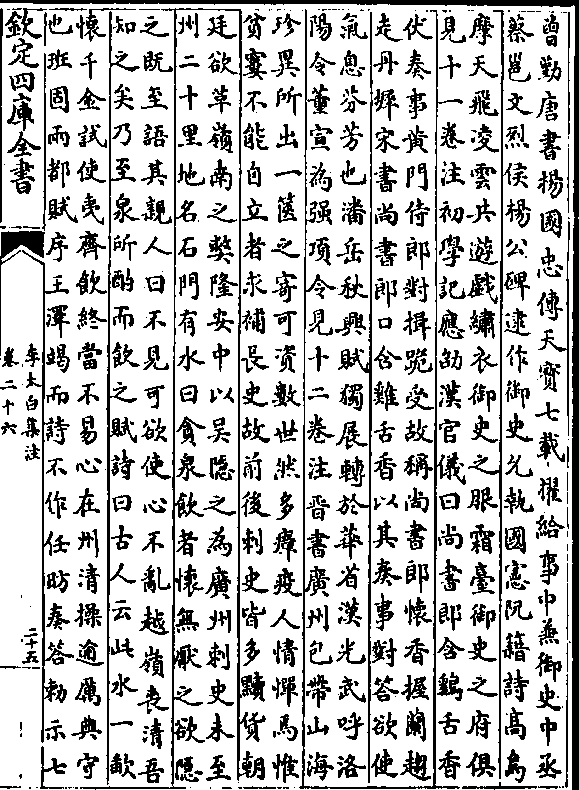 曾勤唐書楊國忠傳天寳七載擢給事中兼御史中丞
蔡邕文烈侯楊公碑逮作御史允執國憲阮籍詩髙鳥
摩天飛凌雲共遊戯繡衣御史之服霜臺御史之府俱
見十一卷注初學記應劭漢官儀曰尚書郎含鷄舌香
伏奏事黄門侍郎對揖跪受故稱尚書郎懐香握蘭趨
走丹墀宋書尚書郎口含雞舌香以其奏事對答欲使
氣息芬芳也潘岳秋興賦獨展轉於華省漢光武呼洛
陽令董宣為强項令見十二卷注晉書廣州包帶山海
珍異所出一篋之寄可資數世然多瘴疫人情憚焉惟
貧窶不能自立者求補長史故前後刺史皆多黷貨朝
廷欲革嶺南之弊隆安中以吴隱之為廣州刺史未至
州二十里地名石門有水曰貪泉飲者懐無厭之欲隱
之既至語其親人曰不見可欲使心不亂越嶺喪清吾
知之矣乃至泉所酌而飲之賦詩曰古人云此水一歃
懐千金試使夷齊飲終當不易心在州清操逾厲典守
也班固兩都賦序王澤竭而詩不作任昉奏答勅示七
欽定四庫全書
李太白集注
卷二十六
二十五